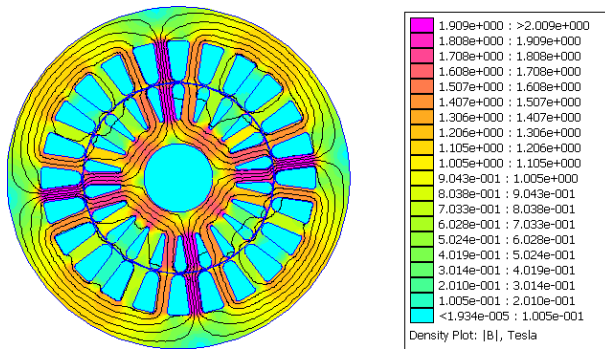 1.909e+000 : >2.009e+000
1.808e+000 : 1.909e+000
1.708e+000 : 1.808e+000
1.608e+000 : 1.708e+000
1.507e+000 : 1.608e+000
1.407e+000 : 1.507e+000
1.306e+000 : 1.407e+000
1.206e+000 : 1.306e+000
1.105e+000 : 1.206e+000
1.005e+000 : 1.105e+000
9.043e-001 : 1.005e+000
8.038e-001 : 9.043e-001
7.033e-001 : 8.038e-001
6.028e-001 : 7.033e-001
5.024e-001 : 6.028e-001
4.019e-001 : 5.024e-001
3.014e-001 : 4.019e-001
2.010e-001 : 3.014e-001
1.005e-001 : 2.010e-001
<1.934e-005 : 1.005e-001
Density Plot: |B|, Tesla